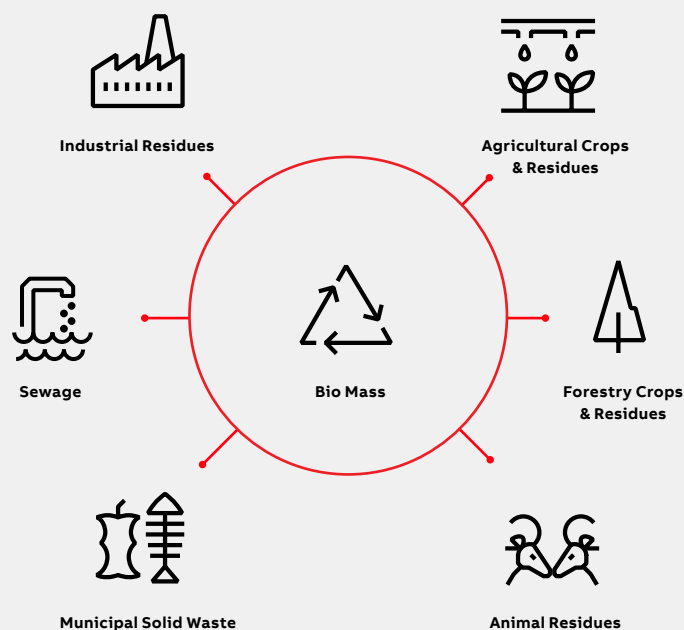 Industrial Residues
Agricultural Crops
& Residues
Sewage
Bio Mass
Forestry Crops
& Residues
Municipal Solid Waste
Animal Residues